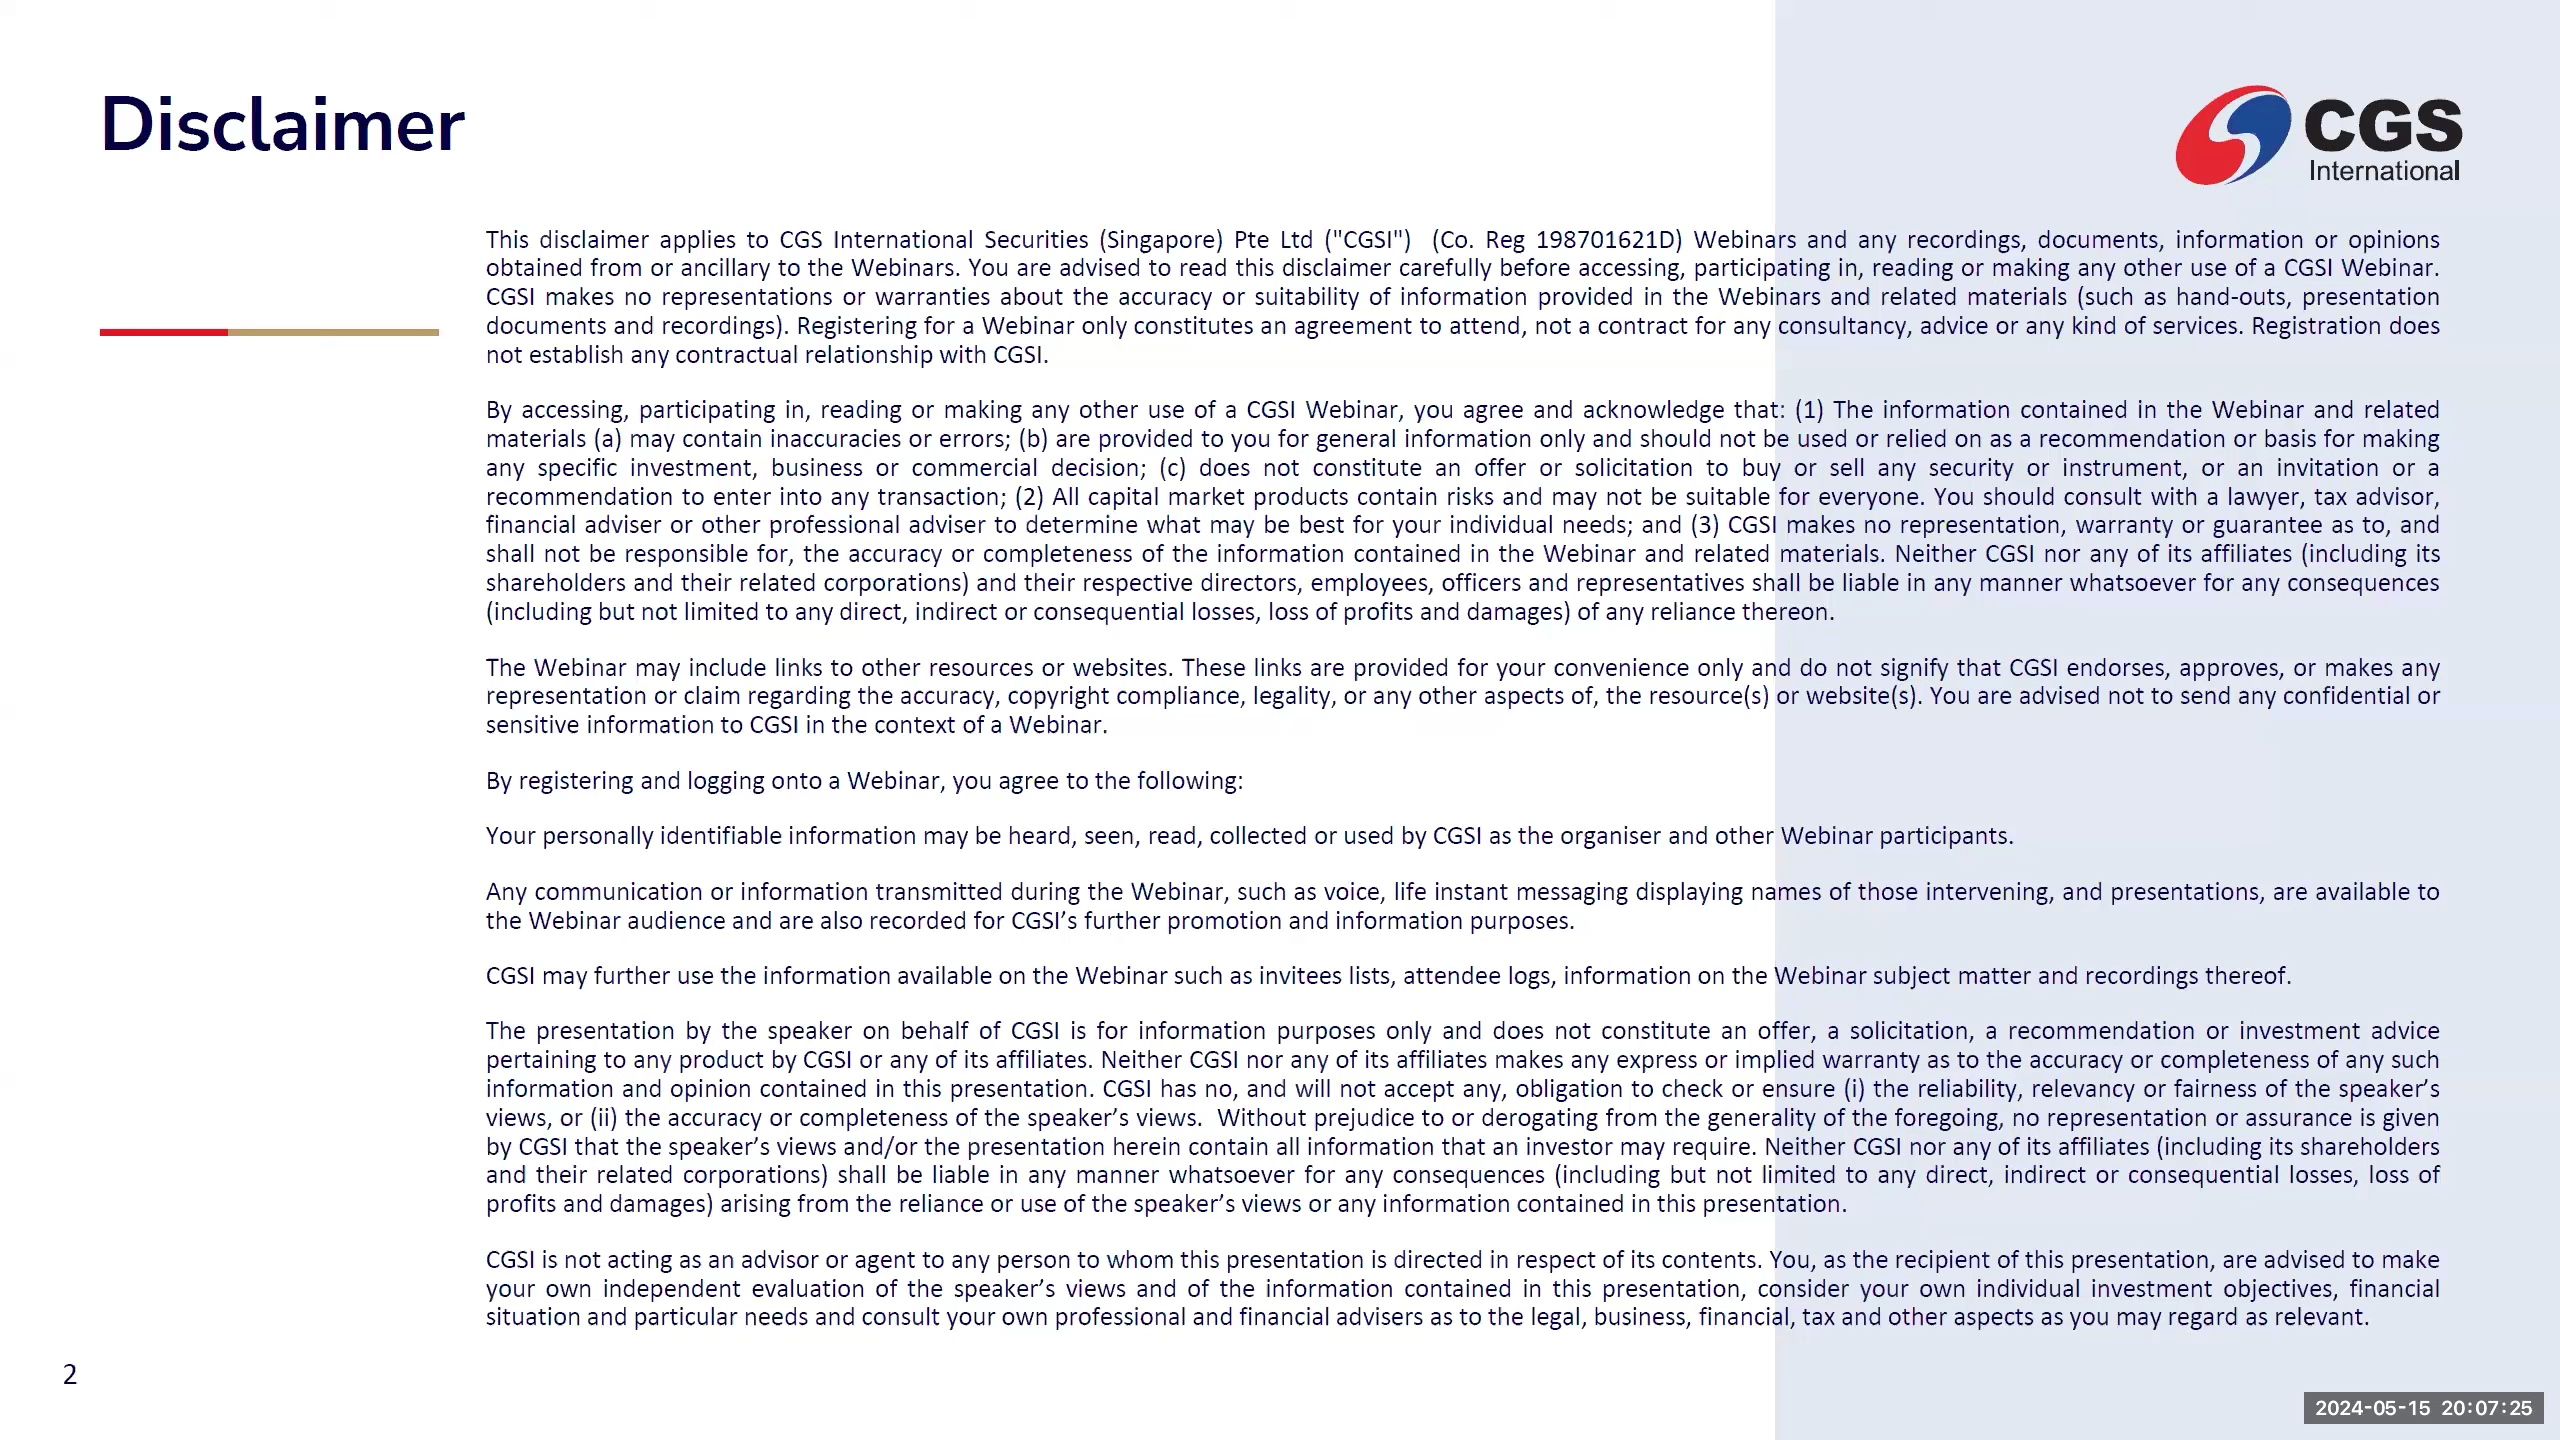 Disclaimer
CGS
International
This disclaimer applies to CGS International Securities (Singapore) Pte Ltd ("CGSI")  (Co. Reg 198701621D) Webinars and any recordings, documents, information or opinions
obtained from or ancillary to the Webinars. You are advised to read this disclaimer carefully before accessing, participating in, reading or making any other use of a CGSI Webinar.
CGSI makes no representations or warranties about the accuracy or suitability of information provided in the Webinars and related materials (such as hand-outs, presentation
documents and recordings). Registering for a Webinar only constitutes an agreement to attend, not a contract for any consultancy, advice or any kind of services. Registration does
not establish any contractual relationship with CGSI.
By accessing, participating in, reading or making any other use of a CGSI Webinar, you agree and acknowledge that: (1) The information contained in the Webinar and related
materials (a) may contain inaccuracies or errors; (b) are provided to you for general information only and should not be used or relied on as a recommendation or basis for making
any specific investment, business or commercial decision; (c) does not constitute an offer or solicitation to buy or sell any security or instrument, or an invitation or a
recommendation to enter into any transaction; (2) All capital market products contain risks and may not be suitable for everyone. You should consult with a lawyer, tax advisor,
financial adviser or other professional adviser to determine what may be best for your individual needs; and (3) CGSI makes no representation, warranty or guarantee as to, and
shall not be responsible for, the accuracy or completeness of the information contained in the Webinar and related materials. Neither CGSI nor any of its affiliates (including its
shareholders and their related corporations) and their respective directors, employees, officers and representatives shall be liable in any manner whatsoever for any consequences
(including but not limited to any direct, indirect or consequential losses, loss of profits and damages) of any reliance thereon.
The Webinar may include links to other resources or websites. These links are provided for your convenience only and do not signify that CGSI endorses, approves, or makes any
representation or claim regarding the accuracy, copyright compliance, legality, or any other aspects of, the resource(s) or website(s). You are advised not to send any confidential or
sensitive information to CGSI in the context of a Webinar.
By registering and logging onto a Webinar, you agree to the following:
Your personally identifiable information may be heard, seen, read, collected or used by CGSI as the organiser and other Webinar participants.
Any communication or information transmitted during the Webinar, such as voice, life instant messaging displaying names of those intervening, and presentations, are available to
the Webinar audience and are also recorded for CGSI’s further promotion and information purposes.
CGSI may further use the information available on the Webinar such as invitees lists, attendee logs, information on the Webinar subject matter and recordings thereof.
The presentation by the speaker on behalf of CGSI is for information purposes only and does not constitute an offer, a solicitation, a recommendation or investment advice
pertaining to any product by CGSI or any of its affiliates. Neither CGSI nor any of its affiliates makes any express or implied warranty as to the accuracy or completeness of any such
information and opinion contained in this presentation. CGSI has no, and will not accept any, obligation to check or ensure (i) the reliability, relevancy or fairness of the speaker’s
views, or (ii) the accuracy or completeness of the speaker’s views.  Without prejudice to or derogating from the generality of the foregoing, no representation or assurance is given
by CGSI that the speaker’s views and/or the presentation herein contain all information that an investor may require. Neither CGSI nor any of its affiliates (including its shareholders
and their related corporations) shall be liable in any manner whatsoever for any consequences (including but not limited to any direct, indirect or consequential losses, loss of
profits and damages) arising from the reliance or use of the speaker’s views or any information contained in this presentation.
CGSI is not acting as an advisor or agent to any person to whom this presentation is directed in respect of its contents. You, as the recipient of this presentation, are advised to make
your own independent evaluation of the speaker’s views and of the information contained in this presentation, consider your own individual investment objectives, financial
situation and particular needs and consult your own professional and financial advisers as to the legal, business, financial, tax and other aspects as you may regard as relevant.
2
2024-05-15 20:07:25